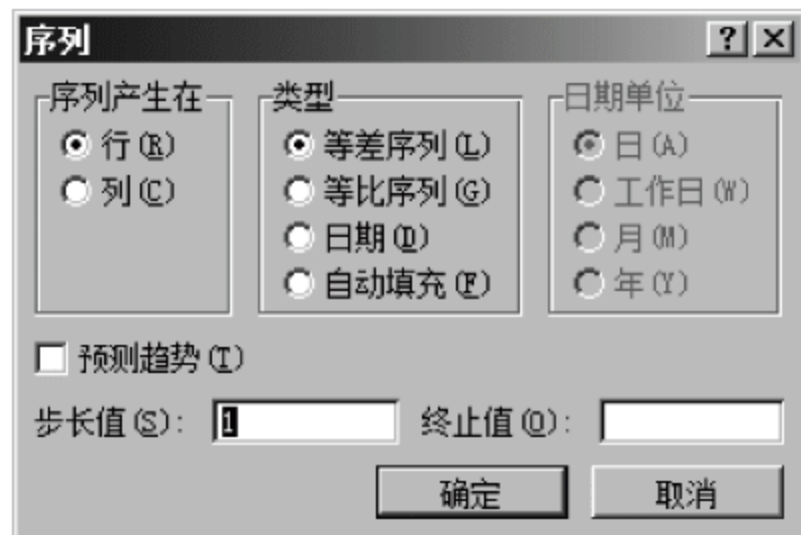 序列
序列产生在
行(R)
列(C)
类型
等差序列(L)
等比序列(G)
日期(D)
自动填充(F)
日期单位
日(A)
工作日(W)
月(M)
年(Y)
预测趋势(T)
步长值(S): 1
终止值(O):
确定
取消